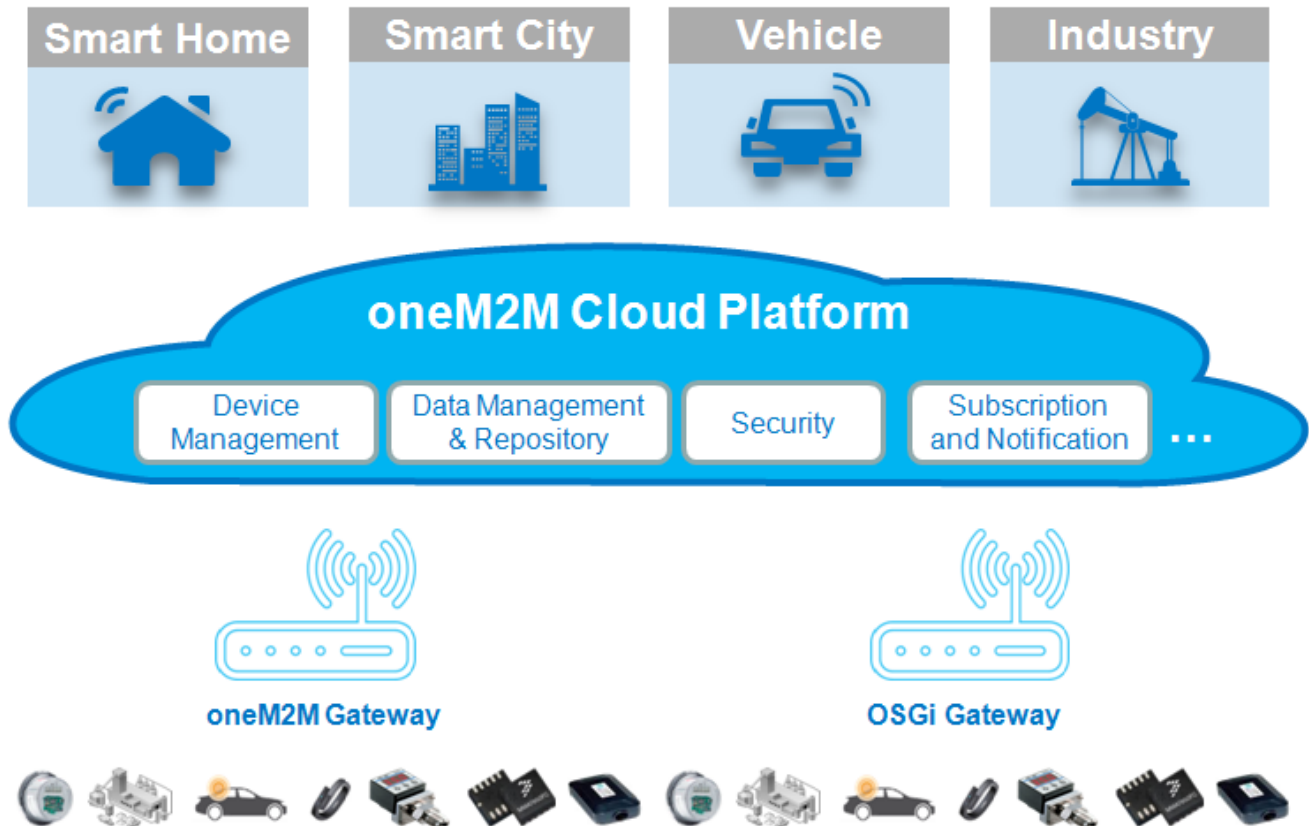 Smart Home
Smart City
Vehicle
Industry
oneM2M Cloud Platform
Device
Management
Data Management
& Repository
Security
Subscription
and Notification
...
oneM2M Gateway
OSGi Gateway